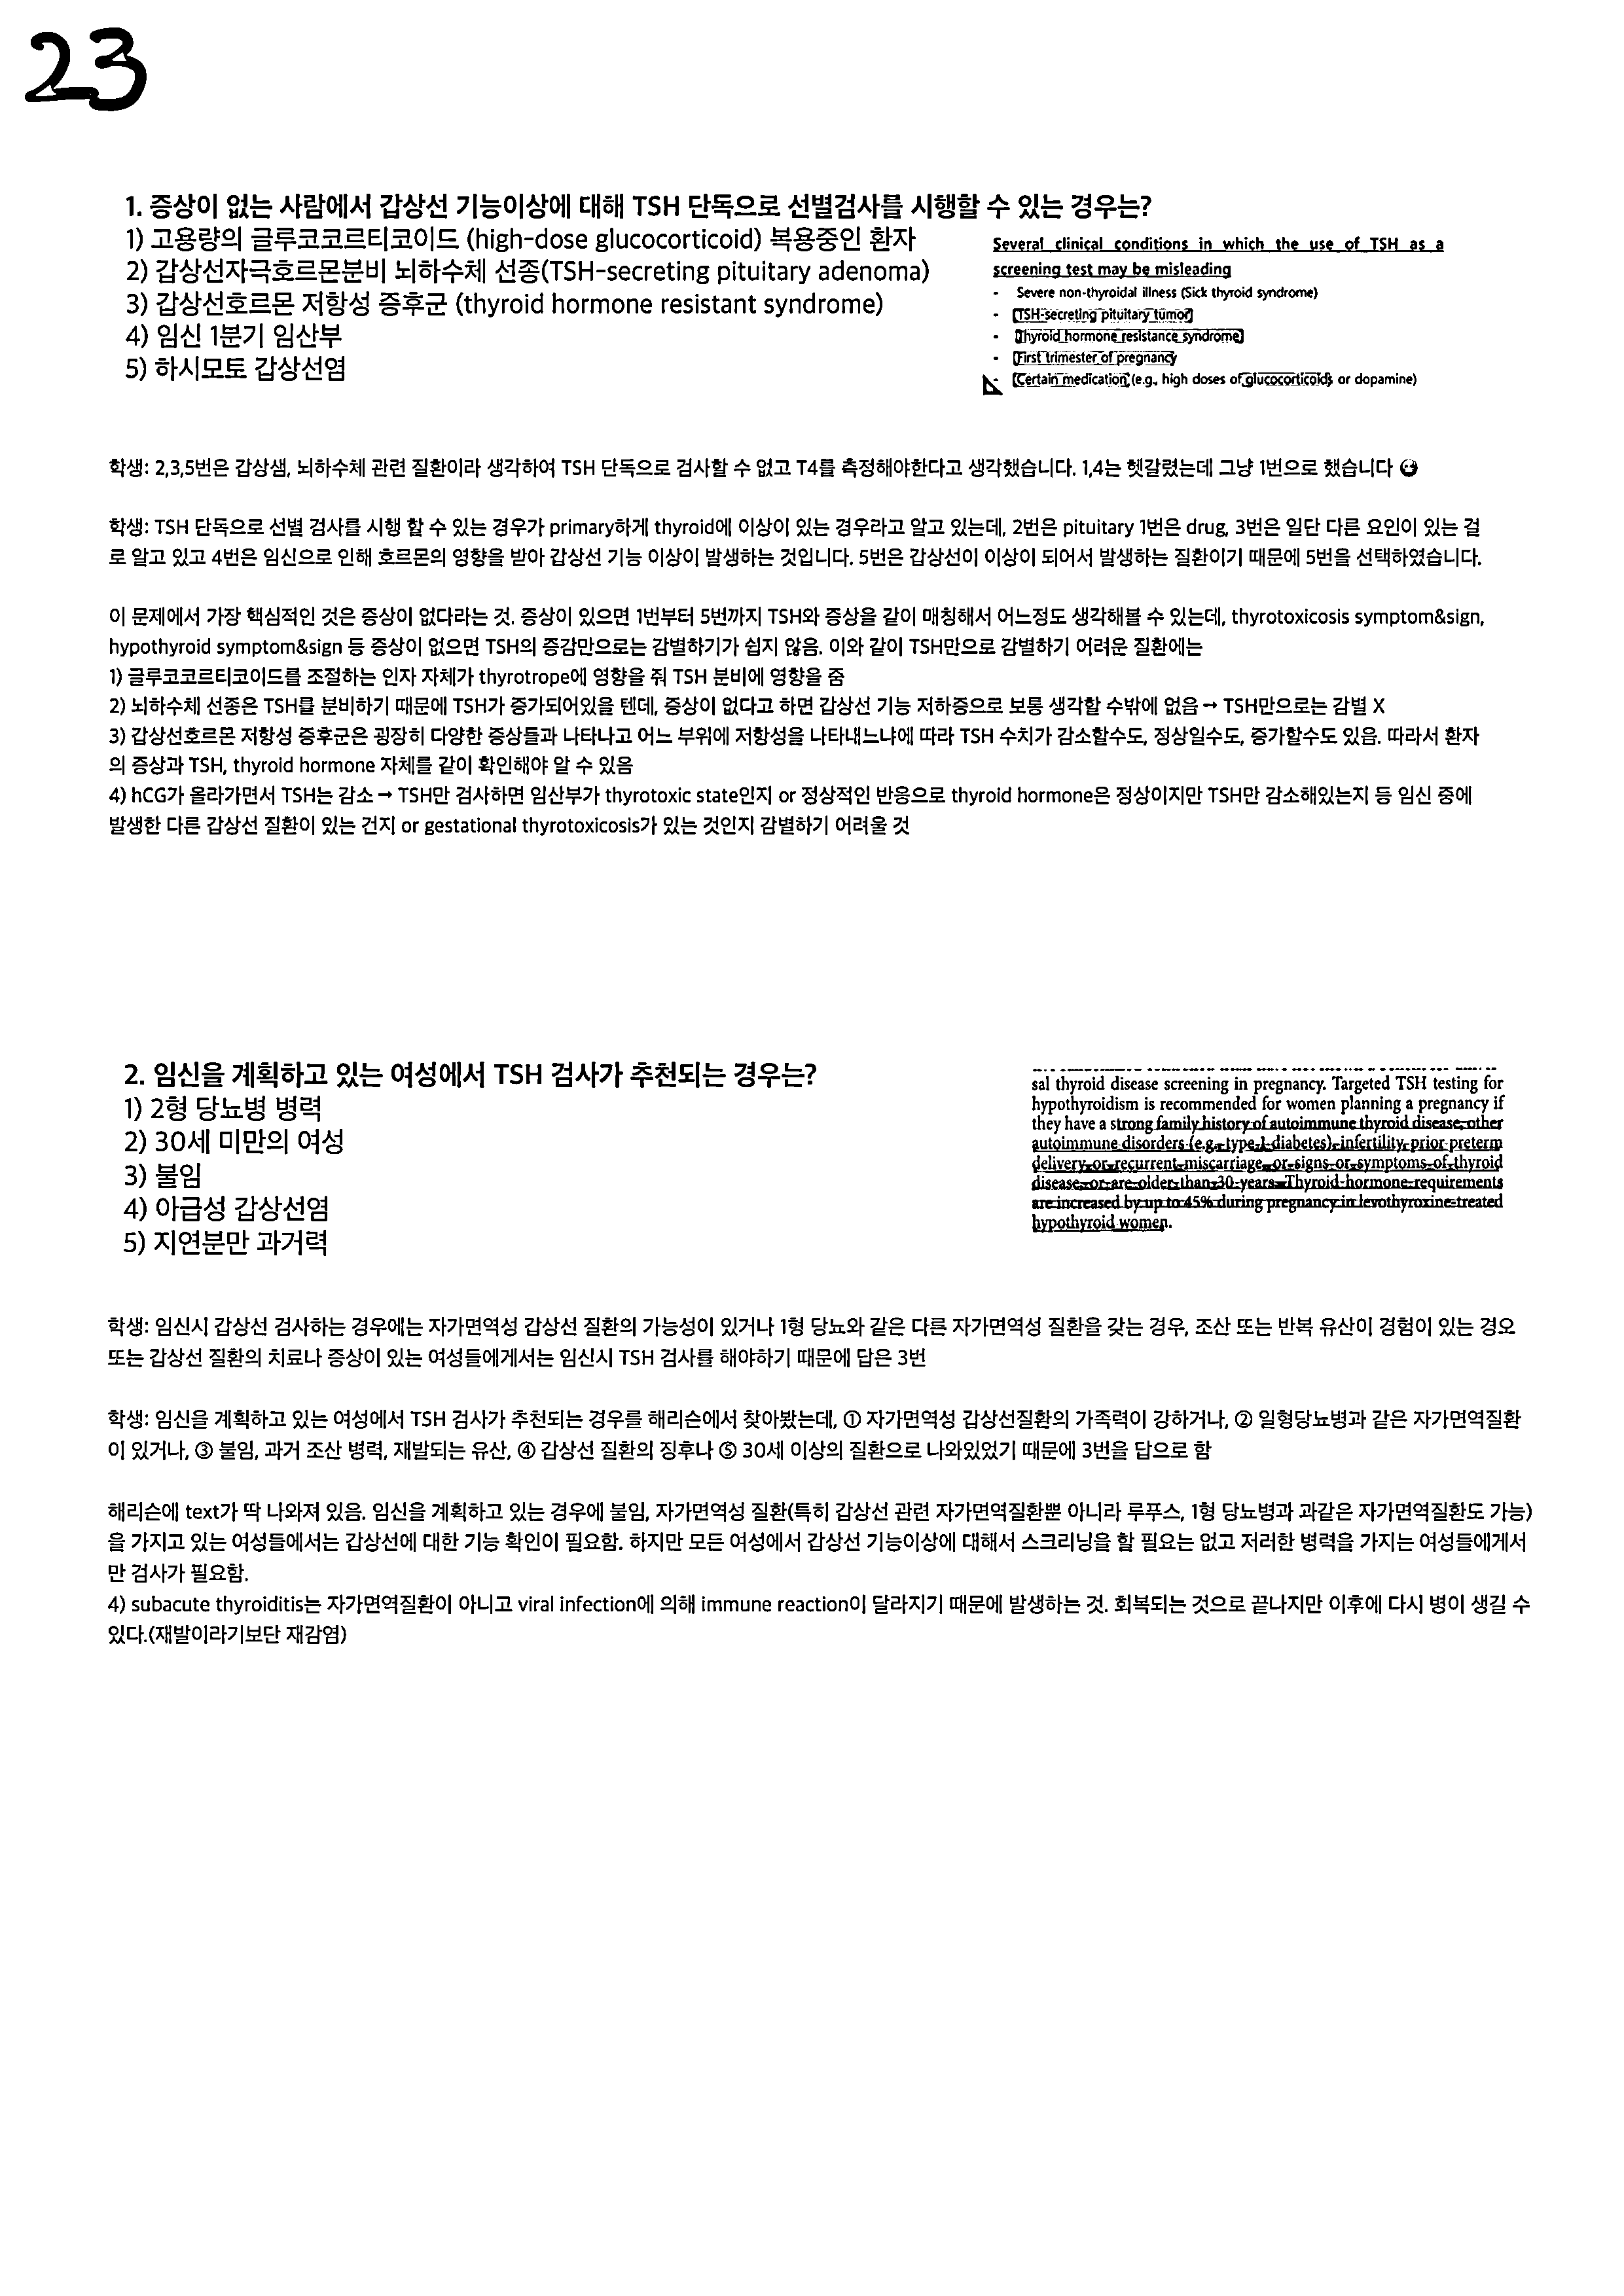 23
1. 증상이 없는 사람에서 갑상선 기능이상에 대해 TSH 단독으로 선별검사를 시행할 수 있는 경우는?
1) 고용량의 글루코코르티코이드 (high-dose glucocorticoid) 복용중인 환자
2) 갑상선자극호르몬분비 뇌하수체 선종(TSH-secreting pituitary adenoma)
3) 갑상선호르몬 저항성 증후군 (thyroid hormone resistant syndrome)
4) 임신 1분기 임산부
5) 하시모토 갑상선염
Several clinical conditions in which the use of TSH as a
screening test may be misleading
- Severe non-thyroidal illness (Sick thyroid syndrome)
- TSH-secreting pituitary tumor
- Thyroid hormone resistance syndrome
- First trimester of pregnancy
- Certain medication (e.g., high doses of glucocorticoids or dopamine)
학생: 2,3,5번은 갑상샘, 뇌하수체 관련 질환이라 생각하여 TSH 단독으로 검사할 수 없고 T4를 측정해야한다고 생각했습니다. 1,4는 헷갈렸는데 그냥 1번으로 했습니다
학생: TSH 단독으로 선별 검사를 시행 할 수 있는 경우가 primary하게 thyroid에 이상이 있는 경우라고 알고 있는데, 2번은 pituitary 1번은 drug, 3번은 일단 다른 요인이 있는 걸
로 알고 있고 4번은 임신으로 인해 호르몬의 영향을 받아 갑상선 기능 이상이 발생하는 것입니다. 5번은 갑상선이 이상이 되어서 발생하는 질환이기 때문에 5번을 선택하였습니다.
이 문제에서 가장 핵심적인 것은 증상이 없다라는 것. 증상이 있으면 1번부터 5번까지 TSH와 증상을 같이 매칭해서 어느정도 생각해볼 수 있는데, thyrotoxicosis symptom&sign,
hypothyroid symptom&sign 등 증상이 없으면 TSH의 증감만으로는 감별하기가 쉽지 않음. 이와 같이 TSH만으로 감별하기 어려운 질환에는
1) 글루코코르티코이드를 조절하는 인자 자체가 thyrotrope에 영향을 줘 TSH 분비에 영향을 줌
2) 뇌하수체 선종은 TSH를 분비하기 때문에 TSH가 증가되어있을 텐데, 증상이 없다고 하면 갑상선 기능 저하증으로 보통 생각할 수밖에 없음 → TSH만으로는 감별 X
3) 갑상선호르몬 저항성 증후군은 굉장히 다양한 증상들과 나타나고 어느 부위에 저항성을 나타내느냐에 따라 TSH 수치가 감소할수도, 정상일수도, 증가할수도 있음. 따라서 환자
의 증상과 TSH, thyroid hormone 자체를 같이 확인해야 알 수 있음
4) hCG가 올라가면서 TSH는 감소 → TSH만 검사하면 임산부가 thyrotoxic state인지 or 정상적인 반응으로 thyroid hormone은 정상이지만 TSH만 감소해있는지 등 임신 중에
발생한 다른 갑상선 질환이 있는 건지 or gestational thyrotoxicosis가 있는 것인지 감별하기 어려울 것
2. 임신을 계획하고 있는 여성에서 TSH 검사가 추천되는 경우는?
1) 2형 당뇨병 병력
2) 30세 미만의 여성
3) 불임
4) 아급성 갑상선염
5) 지연분만 과거력
sal thyroid disease screening in pregnancy. Targeted TSH testing for
hypothyroidism is recommended for women planning a pregnancy if
they have a strong family history of autoimmune thyroid disease, other
autoimmune disorders (e.g., type 1 diabetes), infertility, prior preterm
delivery or recurrent miscarriage, or signs or symptoms of thyroid
disease, or are older than 30 years. Thyroid hormone requirements
are increased by up to 45% during pregnancy in levothyroxine-treated
hypothyroid women.
학생: 임신시 갑상선 검사하는 경우에는 자가면역성 갑상선 질환의 가능성이 있거나 1형 당뇨와 같은 다른 자가면역성 질환을 갖는 경우, 조산 또는 반복 유산이 경험이 있는 경오
또는 갑상선 질환의 치료나 증상이 있는 여성들에게서는 임신시 TSH 검사를 해야하기 때문에 답은 3번
학생: 임신을 계획하고 있는 여성에서 TSH 검사가 추천되는 경우를 해리슨에서 찾아봤는데, ① 자가면역성 갑상선질환의 가족력이 강하거나, ② 일형당뇨병과 같은 자가면역질환
이 있거나, ③ 불임, 과거 조산 병력, 재발되는 유산, ④ 갑상선 질환의 징후나 ⑤ 30세 이상의 질환으로 나와있었기 때문에 3번을 답으로 함
해리슨에 text가 딱 나와져 있음. 임신을 계획하고 있는 경우에 불임, 자가면역성 질환(특히 갑상선 관련 자가면역질환뿐 아니라 루푸스, 1형 당뇨병과 과같은 자가면역질환도 가능)
을 가지고 있는 여성들에서는 갑상선에 대한 기능 확인이 필요함. 하지만 모든 여성에서 갑상선 기능이상에 대해서 스크리닝을 할 필요는 없고 저러한 병력을 가지는 여성들에게서
만 검사가 필요함.
4) subacute thyroiditis는 자가면역질환이 아니고 viral infection에 의해 immune reaction이 달라지기 때문에 발생하는 것. 회복되는 것으로 끝나지만 이후에 다시 병이 생길 수
있다.(재발이라기보단 재감염)